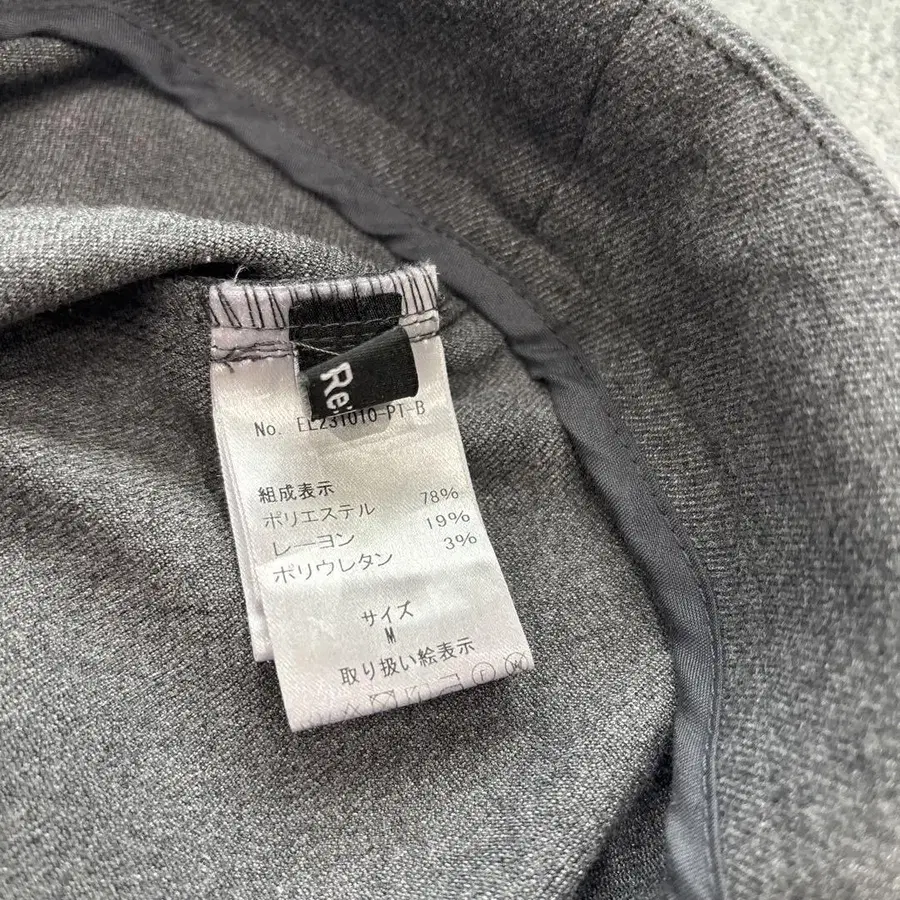 Re
No. EL231010-PT-B
組成表示
ポリエステル 78%
レーヨン 19%
ポリウレタン 3%
サイズ
M
取り扱い絵表示